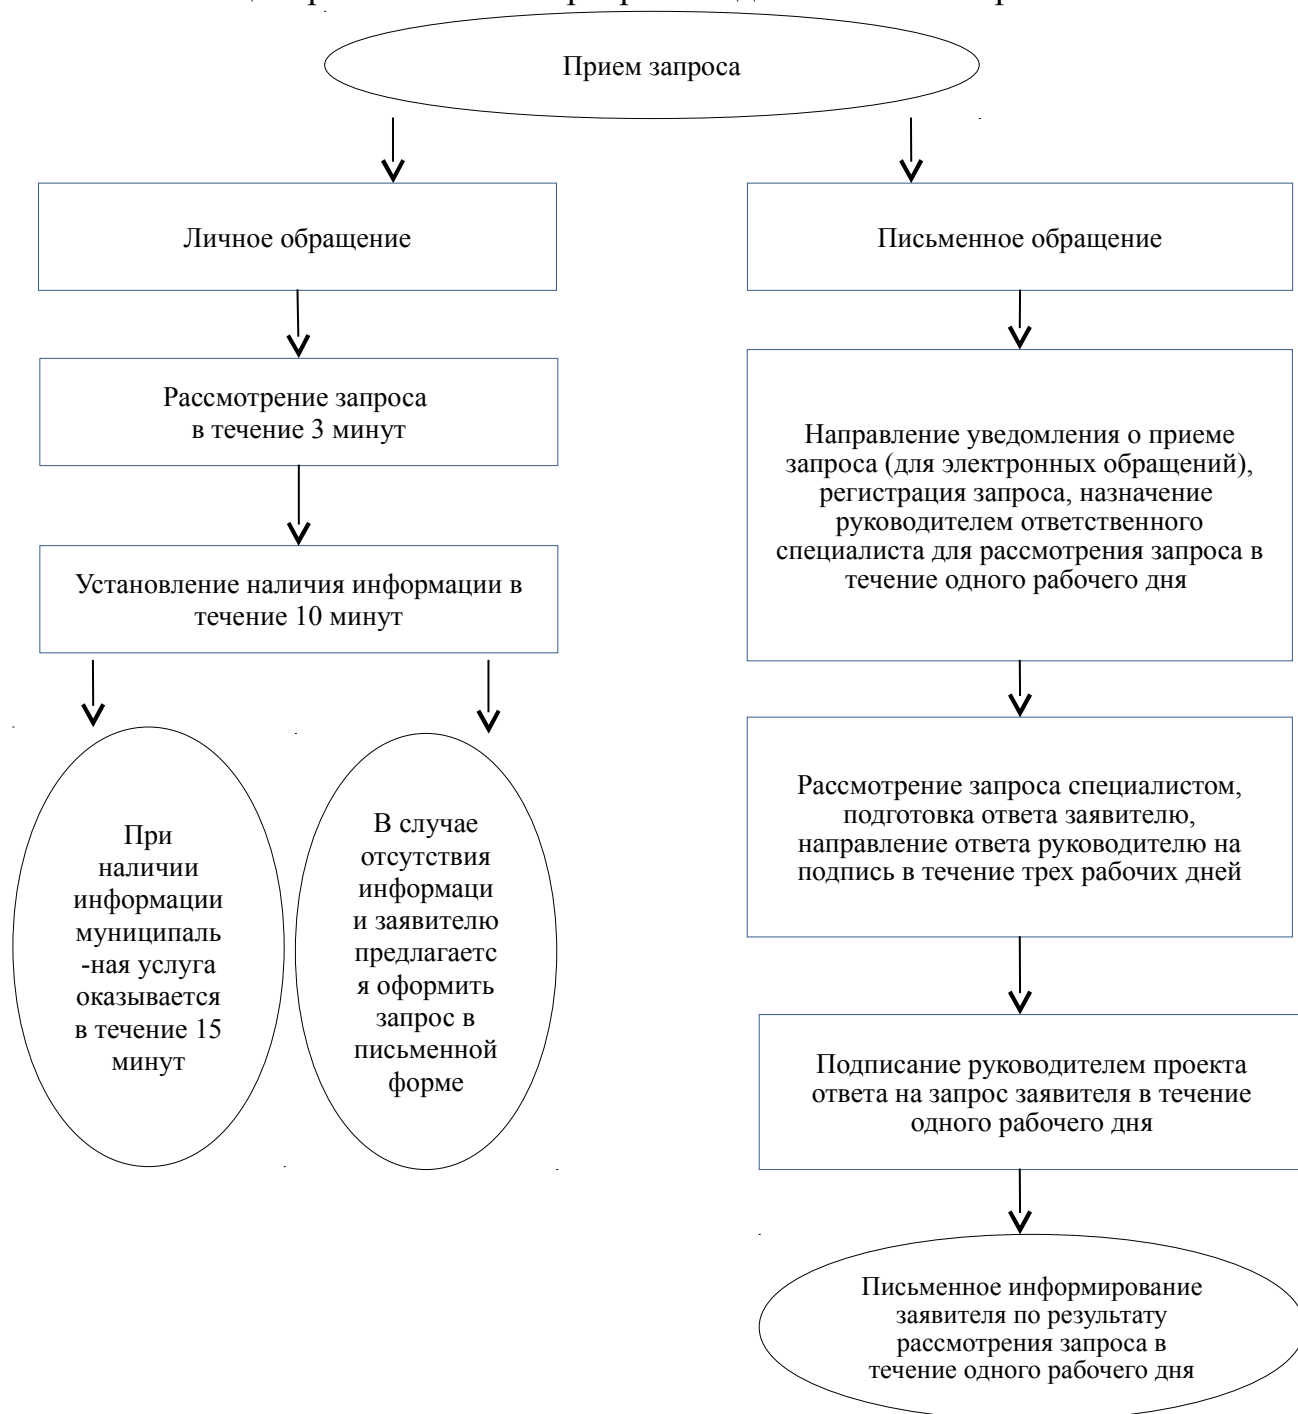 Прием запроса
Личное обращение
Письменное обращение
Рассмотрение запроса
в течение 3 минут
Установление наличия информации в
течение 10 минут
При
наличии
информации
муниципаль
-ная услуга
оказывается
в течение 15
минут
В случае
отсутствия
информаци
и заявителю
предлагаетс
я оформить
запрос в
письменной
форме
Направление уведомления о приеме
запроса (для электронных обращений),
регистрация запроса, назначение
руководителем ответственного
специалиста для рассмотрения запроса в
течение одного рабочего дня
Рассмотрение запроса специалистом,
подготовка ответа заявителю,
направление ответа руководителю на
подпись в течение трех рабочих дней
Подписание руководителем проекта
ответа на запрос заявителя в течение
одного рабочего дня
Письменное информирование
заявителя по результату
рассмотрения запроса в
течение одного рабочего дня